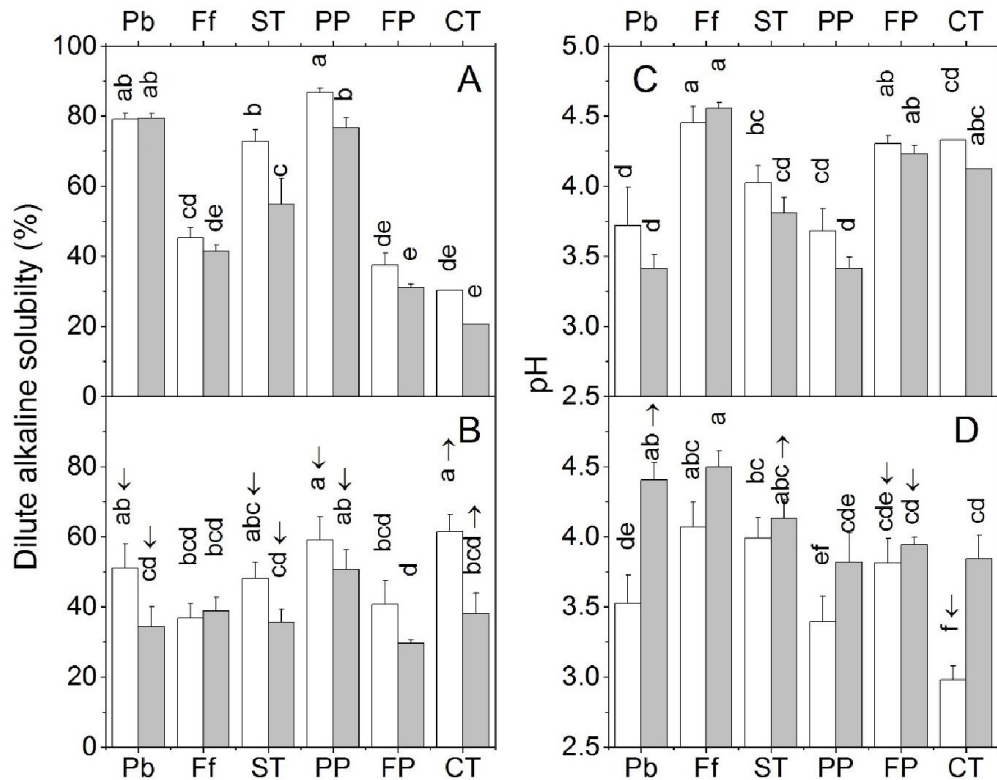 Pb Ff ST PP FP CT
Pb Ff ST PP FP CT
Dilute alkaline solubilty (%)
100
80
60
40
20
0
A
ab ab cd de b c a b de e de e
pH
5.0
4.5
4.0
3.5
3.0
2.5
C
d d a a bc cd cd d ab ab cd abc
80
60
40
20
0
B
ab ↓ cd ↓ bcd bcd abc ↓ cd ↓ a ↓ ab ↓ bcd d a ↑ bcd ↑
4.5
4.0
3.5
3.0
2.5
D
de ab ↑ abc a bc abc ↑ ef cde cde ↓ cd ↓ f ↓ cd
Pb Ff ST PP FP CT
Pb Ff ST PP FP CT